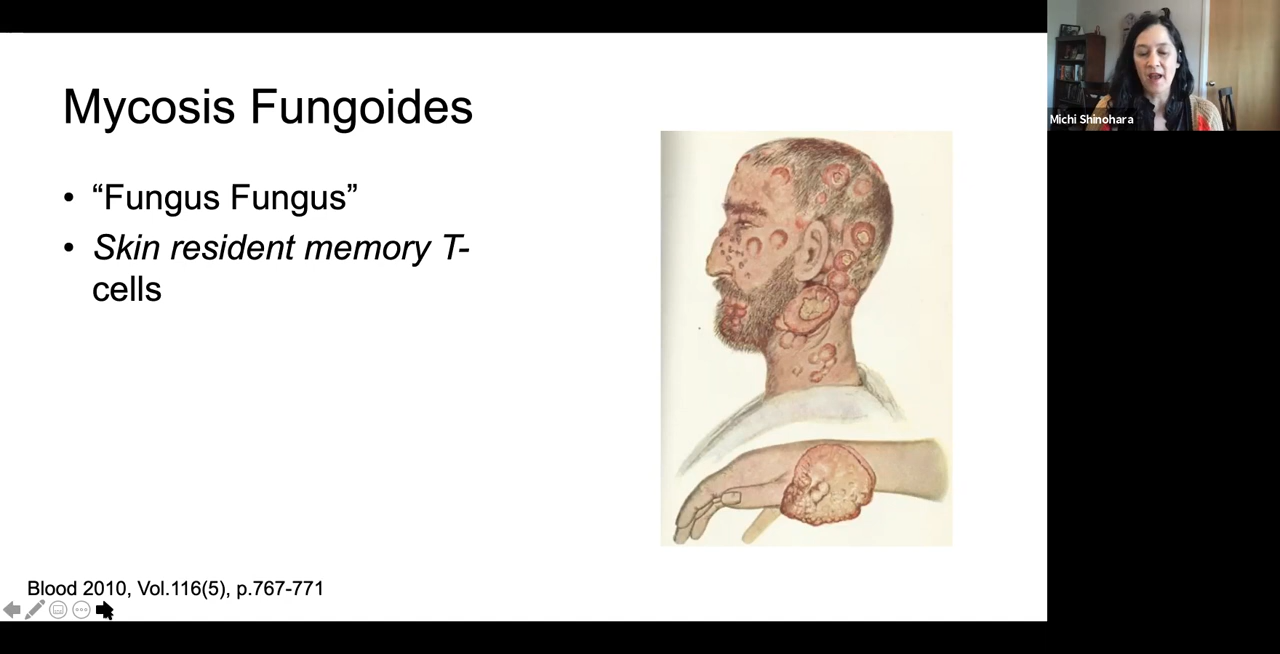 Mycosis Fungoides
• “Fungus Fungus”
• Skin resident memory T-
cells
Blood 2010, Vol.116(5), p.767-771
Michi Shinohara